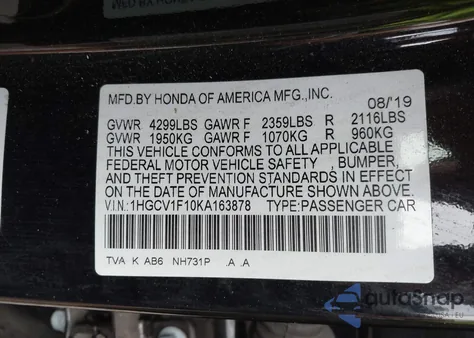 MFD.BY HONDA OF AMERICA MFG.,INC. 08/'19
GVWR 4299LBS GAWR F 2359LBS R 2116LBS
GVWR 1950KG GAWR F 1070KG R 960KG
THIS VEHICLE CONFORMS TO ALL APPLICABLE
FEDERAL MOTOR VEHICLE SAFETY , BUMPER,
AND THEFT PREVENTION STANDARDS IN EFFECT
ON THE DATE OF MANUFACTURE SHOWN ABOVE.
V.I.N.:1HGCV1F10KA163878 TYPE:PASSENGER CAR
TVA K AB6 NH731P .A .A
autoSnap